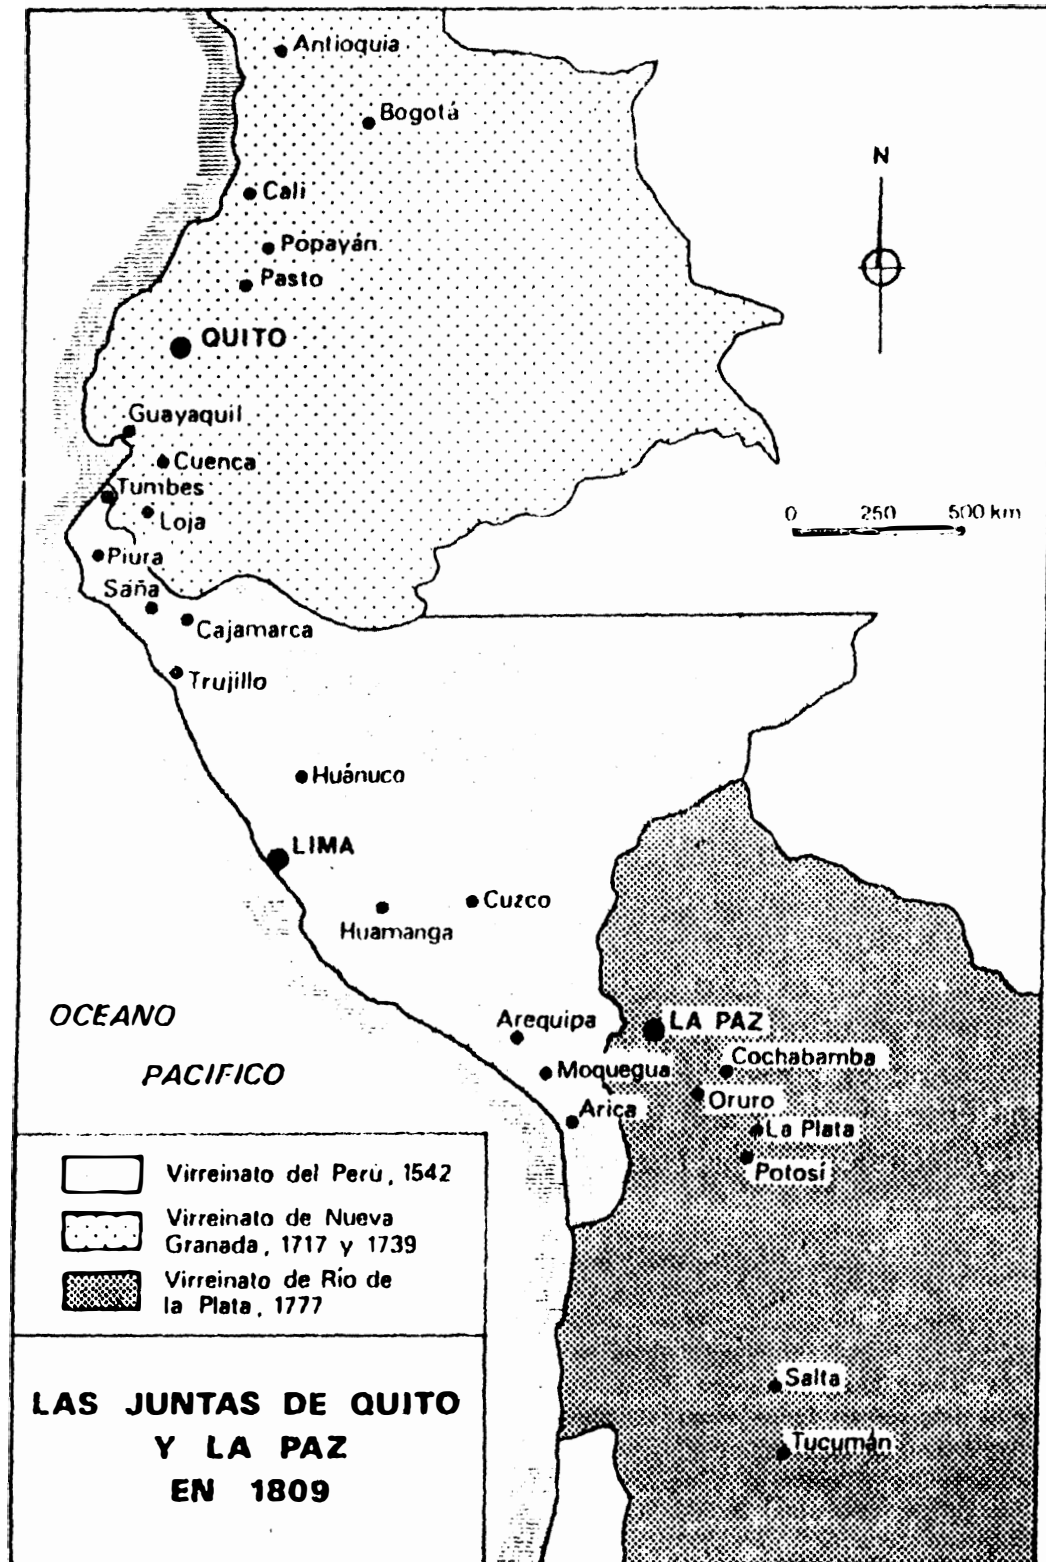 Antioquia
Bogotá
N
Cali
Popayán
Pasto
QUITO
Guayaquil
Cuenca
Tumbes
Loja
0 250 500 km
Piura
Saña
Cajamarca
Trujillo
Huánuco
LIMA
Cuzco
Huamanga
OCEANO
PACIFICO
Arequipa
LA PAZ
Cochabamba
Moquegua
Oruro
Arica
La Plata
Potosí
Virreinato del Perú, 1542
Virreinato de Nueva
Granada, 1717 y 1739
Virreinato de Río de
la Plata, 1777
Salta
Tucumán
LAS JUNTAS DE QUITO
Y LA PAZ
EN 1809